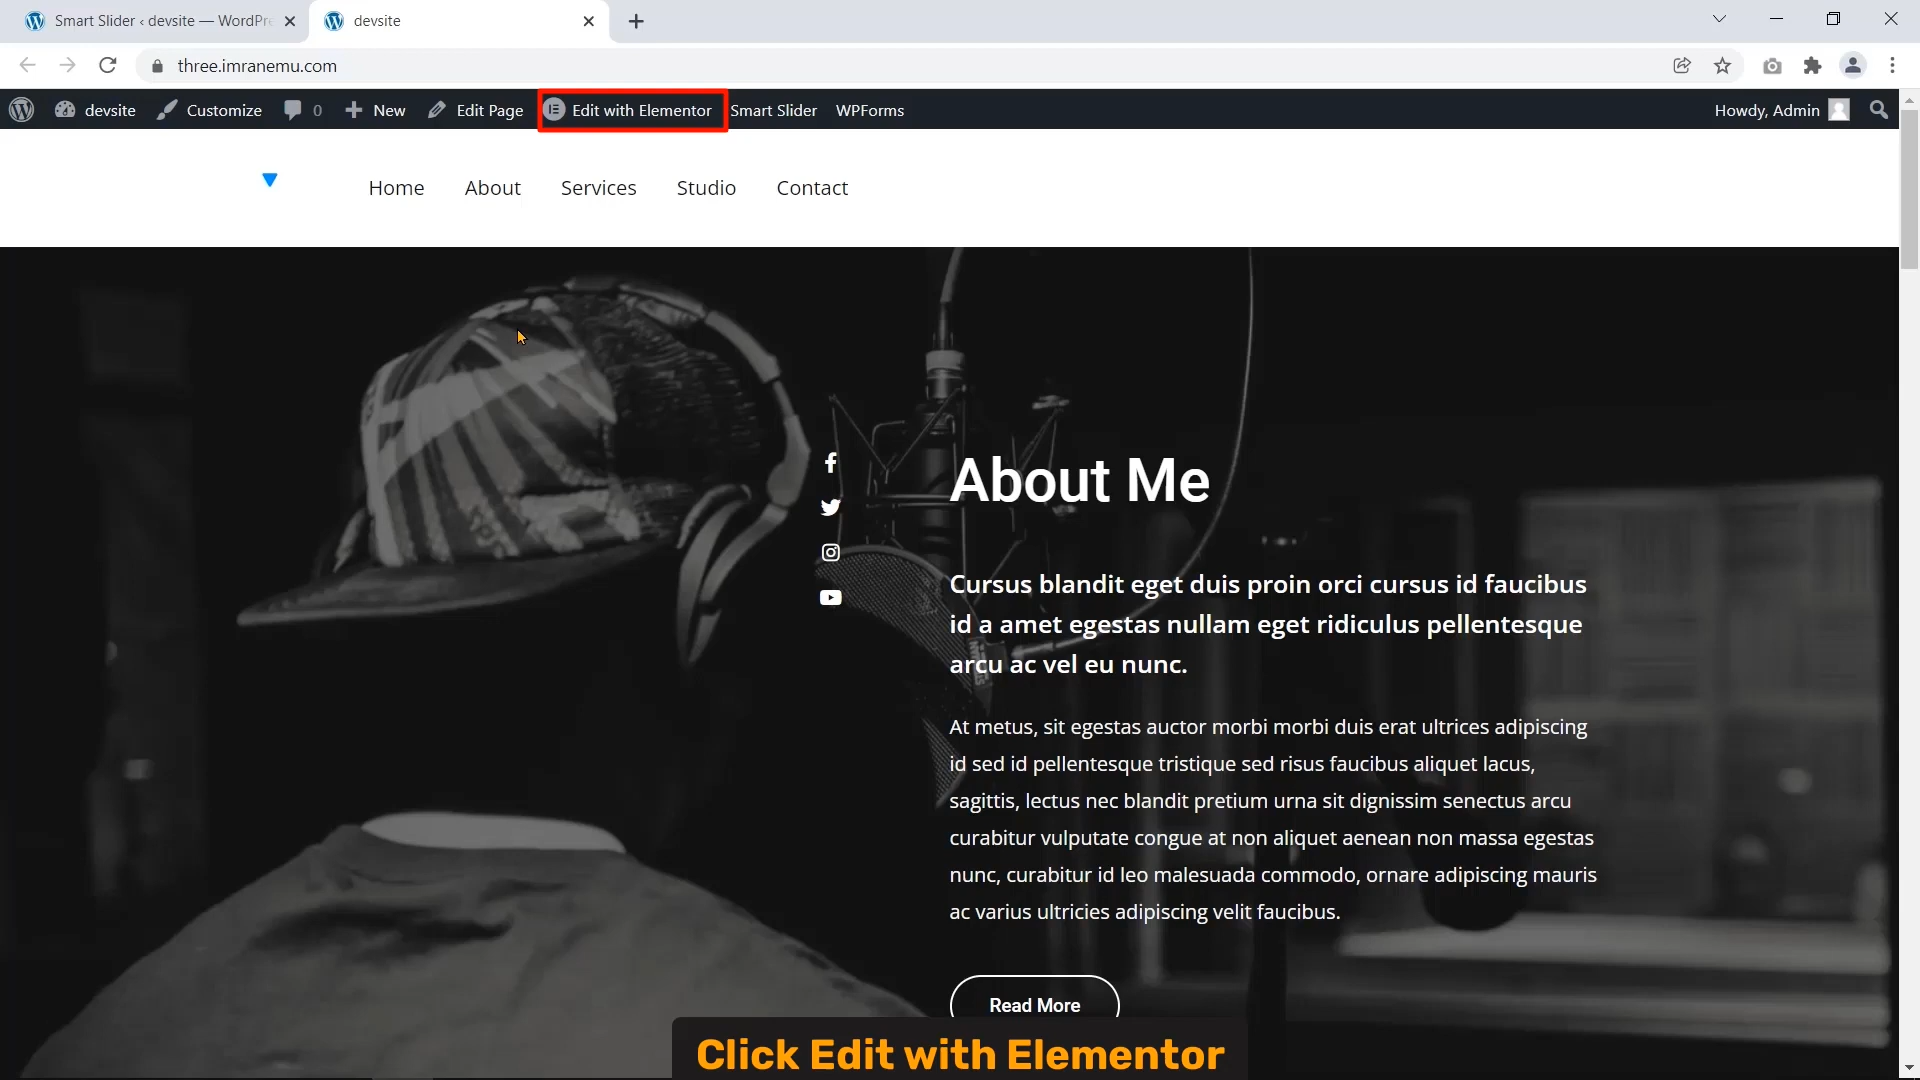 Smart Slider ‹ devsite — WordPre
devsite
three.imranemu.com
devsite
Customize
0
New
Edit Page
Edit with Elementor
Smart Slider
WPForms
Howdy, Admin
Home
About
Services
Studio
Contact
About Me
Cursus blandit eget duis proin orci cursus id faucibus
id a amet egestas nullam eget ridiculus pellentesque
arcu ac vel eu nunc.
At metus, sit egestas auctor morbi morbi duis erat ultrices adipiscing
id sed id pellentesque tristique sed risus faucibus aliquet lacus,
sagittis, lectus nec blandit pretium urna sit dignissim senectus arcu
curabitur vulputate congue at non aliquet aenean non massa egestas
nunc, curabitur id leo malesuada commodo, ornare adipiscing mauris
ac varius ultricies adipiscing velit faucibus.
Read More
Click Edit with Elementor